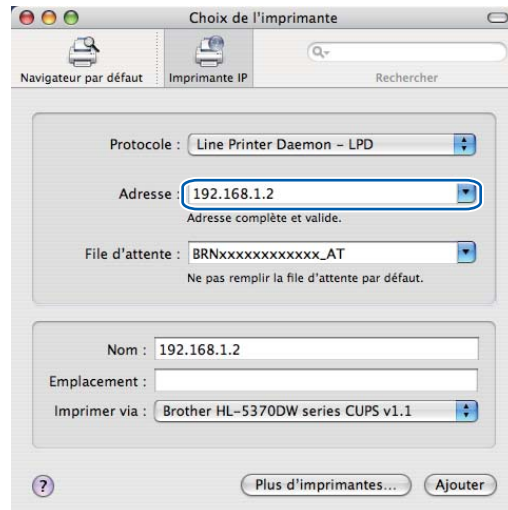 Choix de l'imprimante
Navigateur par défaut
Imprimante IP
Q
Rechercher
Protocole : Line Printer Daemon – LPD
Adresse : 192.168.1.2
Adresse complète et valide.
File d'attente : BRNxxxxxxxxxxxx_AT
Ne pas remplir la file d'attente par défaut.
Nom : 192.168.1.2
Emplacement :
Imprimer via : Brother HL-5370DW series CUPS v1.1
?
Plus d'imprimantes...
Ajouter